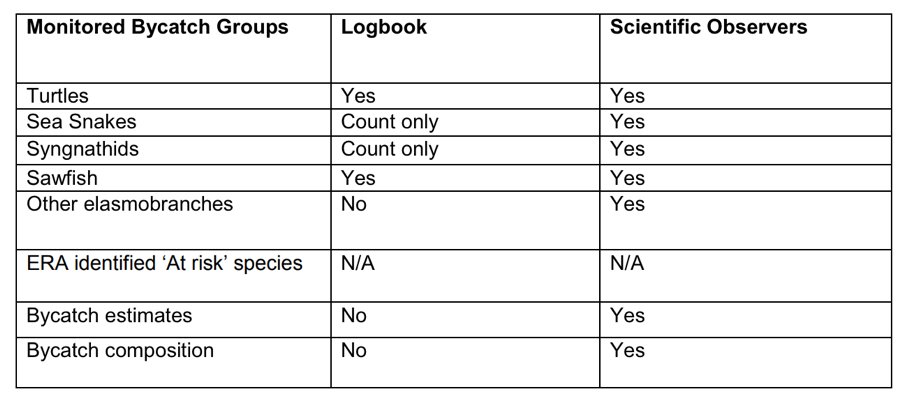 Monitored Bycatch Groups Logbook Scientific Observers
Turtles Yes Yes
Sea Snakes Count only Yes
Syngnathids Count only Yes
Sawfish Yes Yes
Other elasmobranches No Yes
ERA identified ‘At risk’ species N/A N/A
Bycatch estimates No Yes
Bycatch composition No Yes